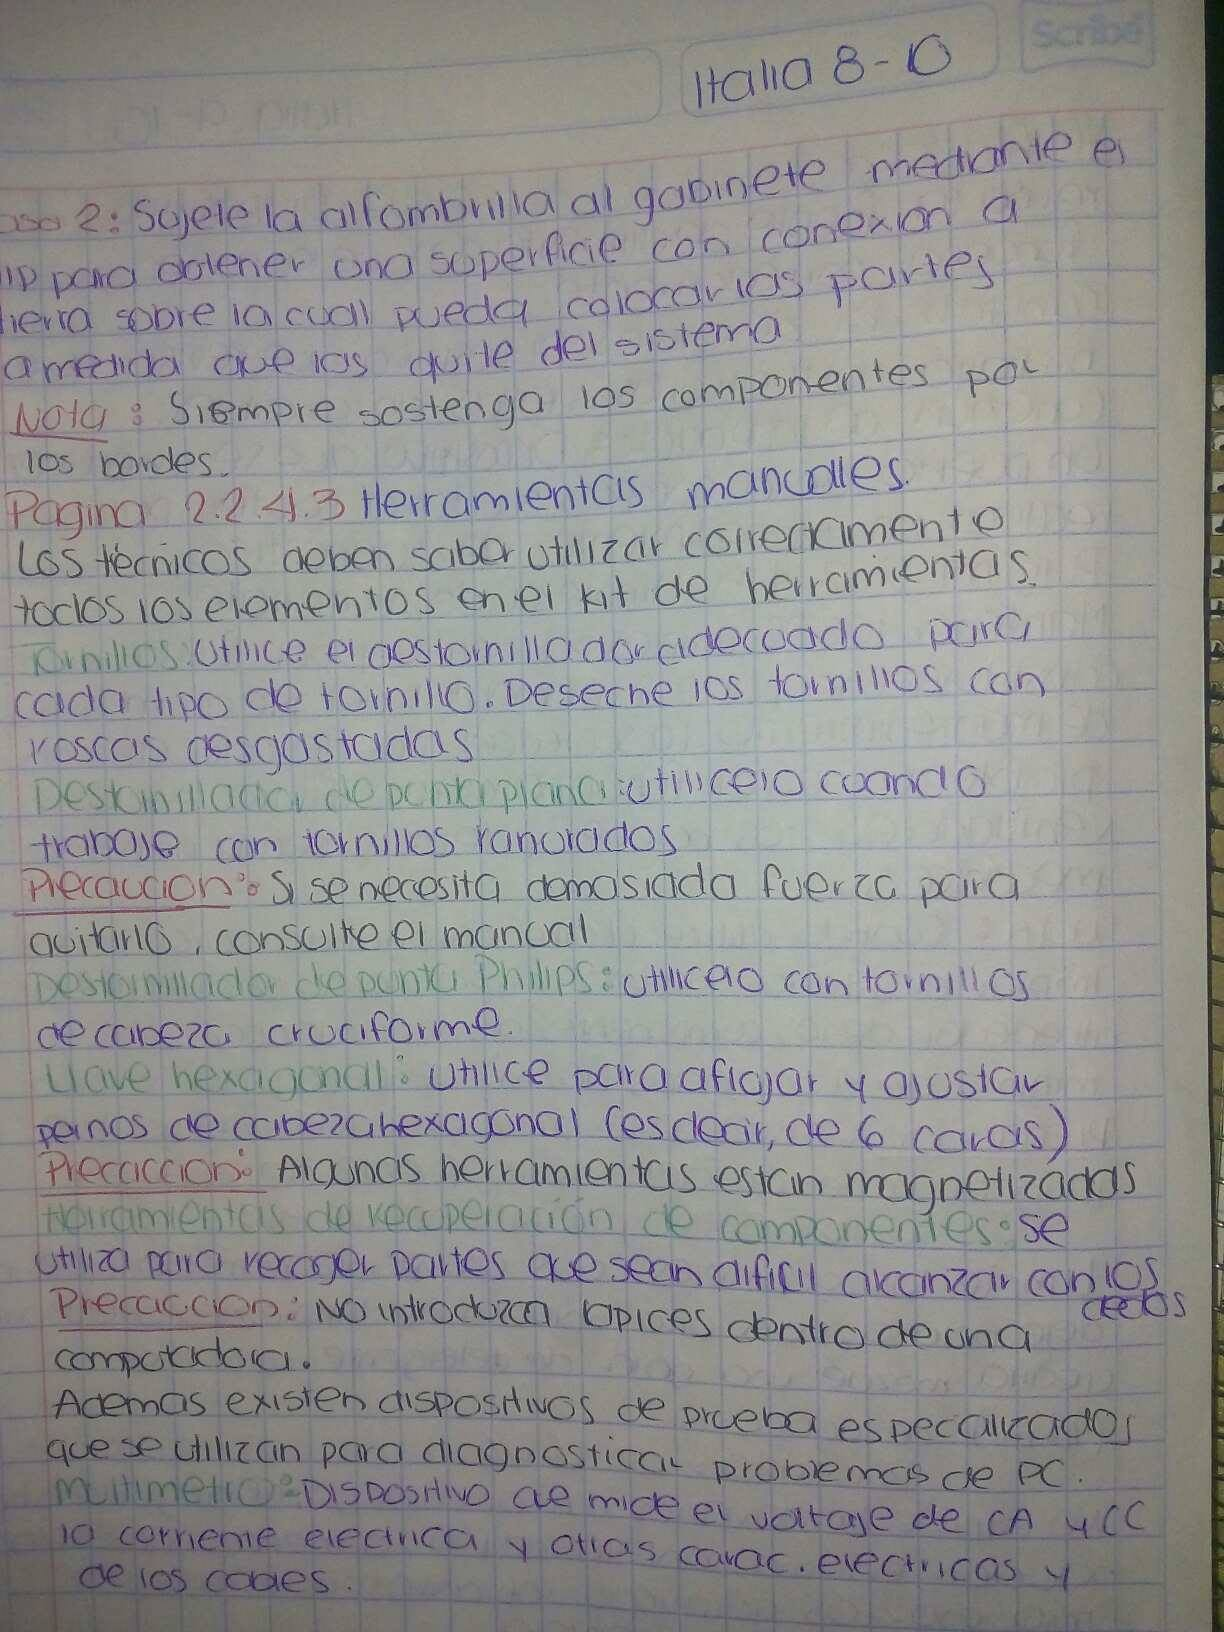 Scribe
Italia 8-10
aso 2: Sujete la alfombrilla al gabinete mediante el
lip para obtener una superficie con conexion a
ierra sobre la cual pueda colocar las partes
a medida que las quite del sistema
Nota: Siempre sostenga los componentes por
los bordes.
Pagina 2.2.4.3 Herramientas manuales.
Los técnicos deben saber utilizar correctamente
todos los elementos en el kit de herramientas.
Tornillos: Utilice el destornillador adecuado para
cada tipo de tornillo. Deseche los tornillos con
roscas desgastadas
Destornillador de punta plana: utilicelo cuando
trabaje con tornillos ranurados
Precaucion: Si se necesita demasiada fuerza para
quitarlo, consulte el manual
Destornillador de punta Philips: utilicelo con tornillos
de cabeza cruciforme.
Llave hexagonal: utilice para aflojar y ajustar
pernos de cabeza hexagonal (es decir, de 6 caras)
Precaccion: Algunas herramientas estan magnetizadas
Herramientas de recuperación de componentes: se
utiliza para recoger partes que sean dificil alcanzar con los
dedos
Precaccion: No introduzca lapices dentro de una
computadora.
Ademas existen dispositivos de prueba especalizados
que se utilizan para diagnosticar problemas de PC.
Multimetro: Dispositivo que mide el voltaje de CA y CC
la corriente electrica y otras carac. electricas y
de los cables.